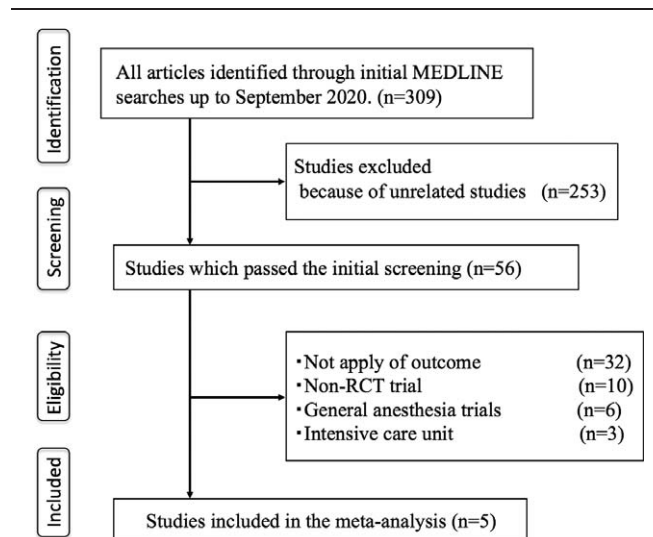 Identification
All articles identified through initial MEDLINE
searches up to September 2020. (n=309)
Studies excluded
because of unrelated studies (n=253)
Screening
Studies which passed the initial screening (n=56)
Eligibility
・Not apply of outcome (n=32)
・Non-RCT trial (n=10)
・General anesthesia trials (n=6)
・Intensive care unit (n=3)
Included
Studies included in the meta-analysis (n=5)